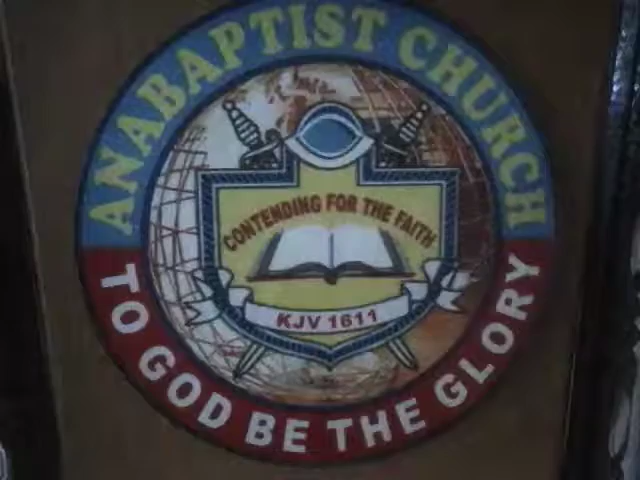 ANABAPTIST CHURCH
CONTENDING FOR THE FAITH
KJV 1611
TO GOD BE THE GLORY